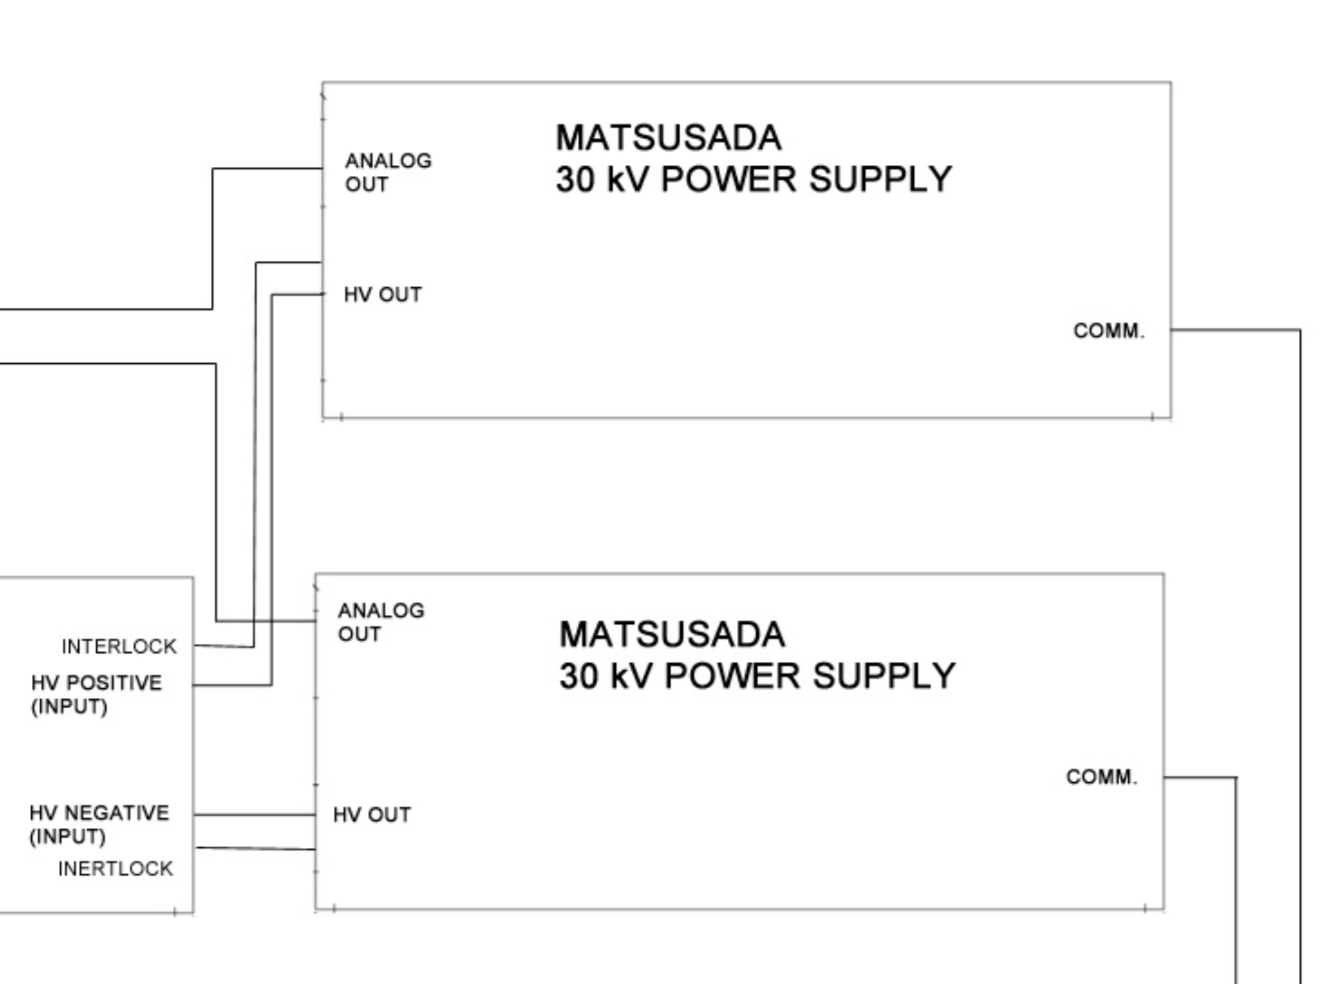 MATSUSADA
30 kV POWER SUPPLY
ANALOG
OUT
HV OUT
COMM.
INTERLOCK
HV POSITIVE
(INPUT)
HV NEGATIVE
(INPUT)
INERTLOCK
ANALOG
OUT
MATSUSADA
30 kV POWER SUPPLY
HV OUT
COMM.